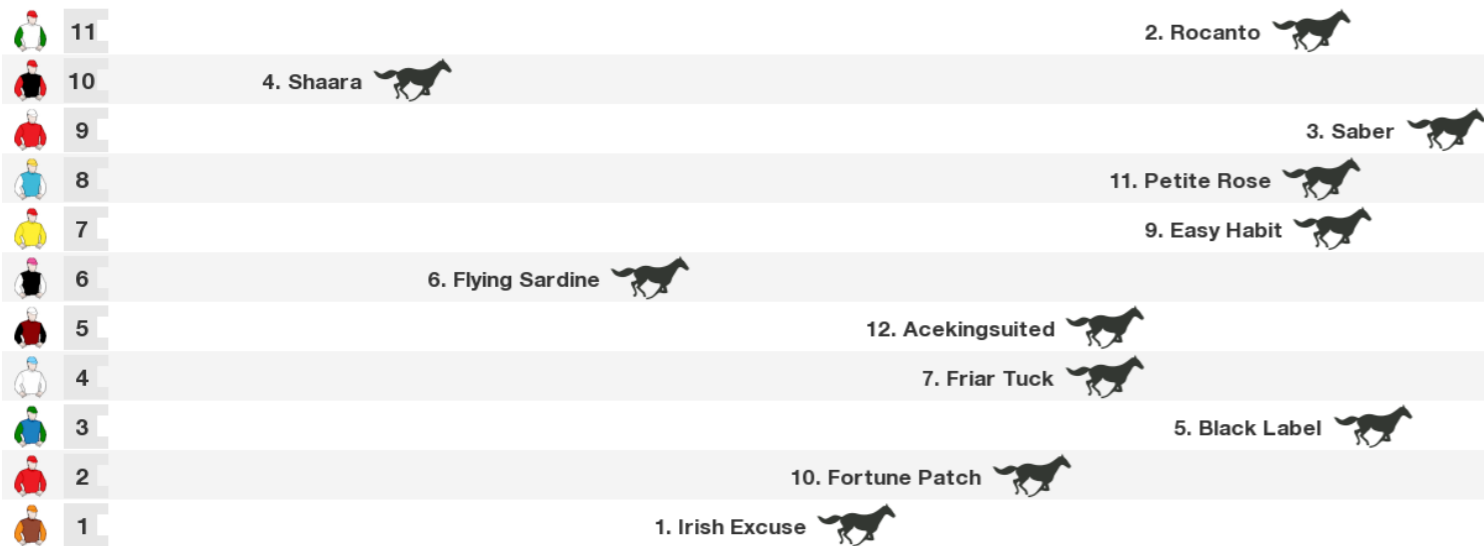 11 2. Rocanto
10 4. Shaara
9 3. Saber
8 11. Petite Rose
7 9. Easy Habit
6 6. Flying Sardine
5 12. Acekingsuited
4 7. Friar Tuck
3 5. Black Label
2 10. Fortune Patch
1 1. Irish Excuse